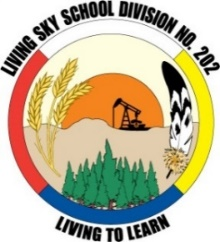 LIVING SKY SCHOOL DIVISION NO. 202
LIVING TO LEARN